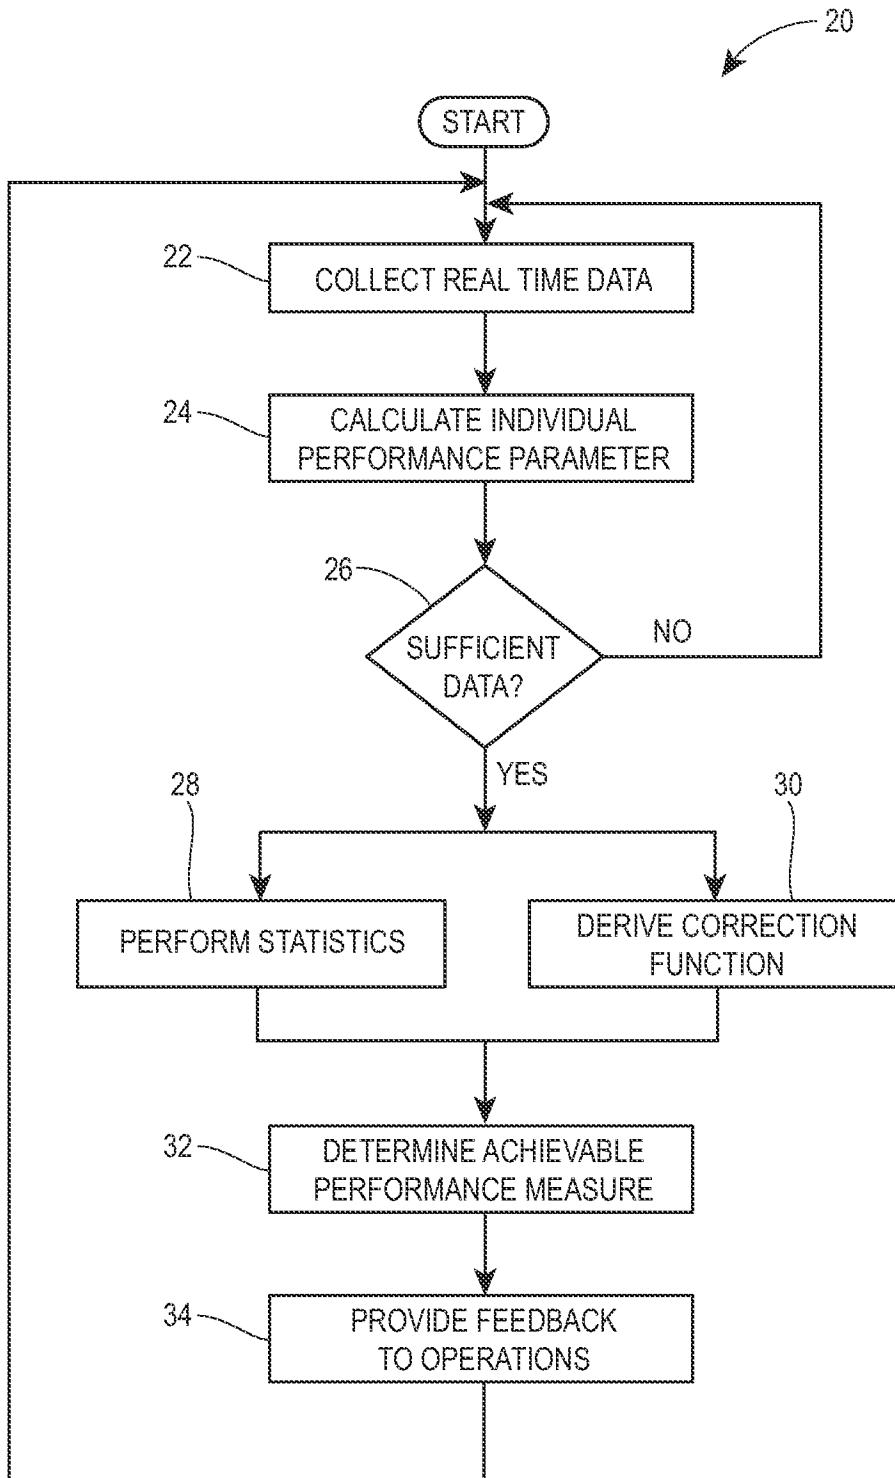 20
START
22
COLLECT REAL TIME DATA
24
CALCULATE INDIVIDUAL
PERFORMANCE PARAMETER
26
SUFFICIENT
DATA?
NO
YES
28
30
PERFORM STATISTICS
DERIVE CORRECTION
FUNCTION
32
DETERMINE ACHIEVABLE
PERFORMANCE MEASURE
34
PROVIDE FEEDBACK
TO OPERATIONS